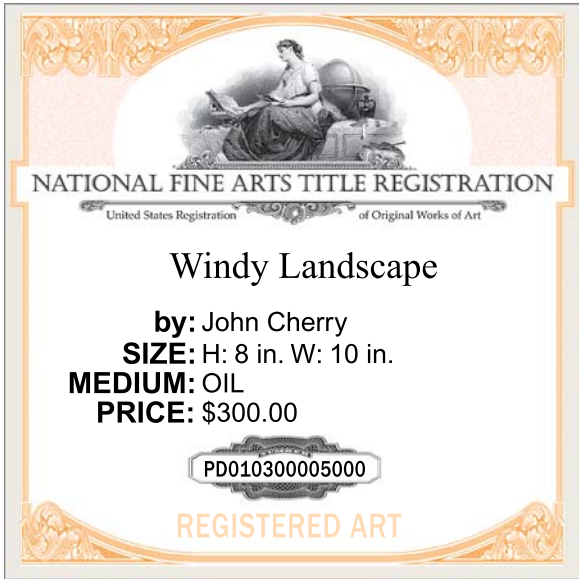 NATIONAL FINE ARTS TITLE REGISTRATION
United States Registration of Original Works of Art
Windy Landscape
by: John Cherry
SIZE: H: 8 in. W: 10 in.
MEDIUM: OIL
PRICE: $300.00
PD010300005000
REGISTERED ART